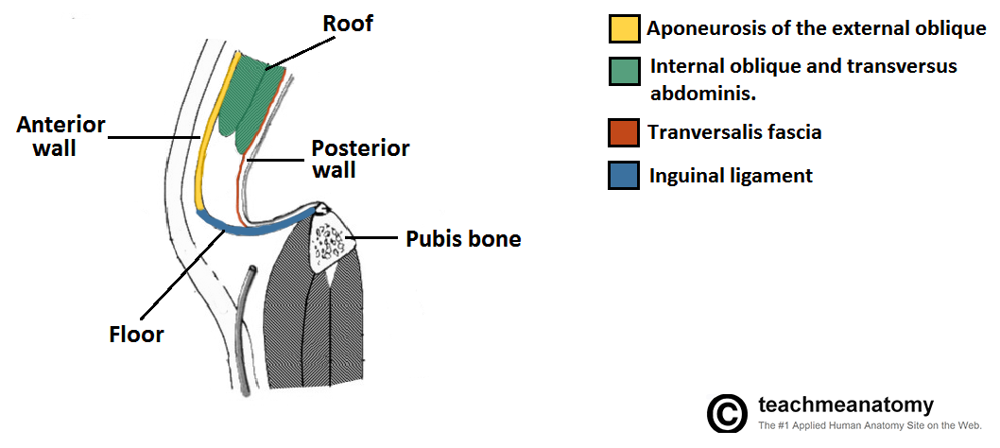 Roof
Anterior
wall
Posterior
wall
Pubis bone
Floor
Aponeurosis of the external oblique
Internal oblique and transversus
abdominis.
Tranversalis fascia
Inguinal ligament
© teachmeanatomy
The #1 Applied Human Anatomy Site on the Web.